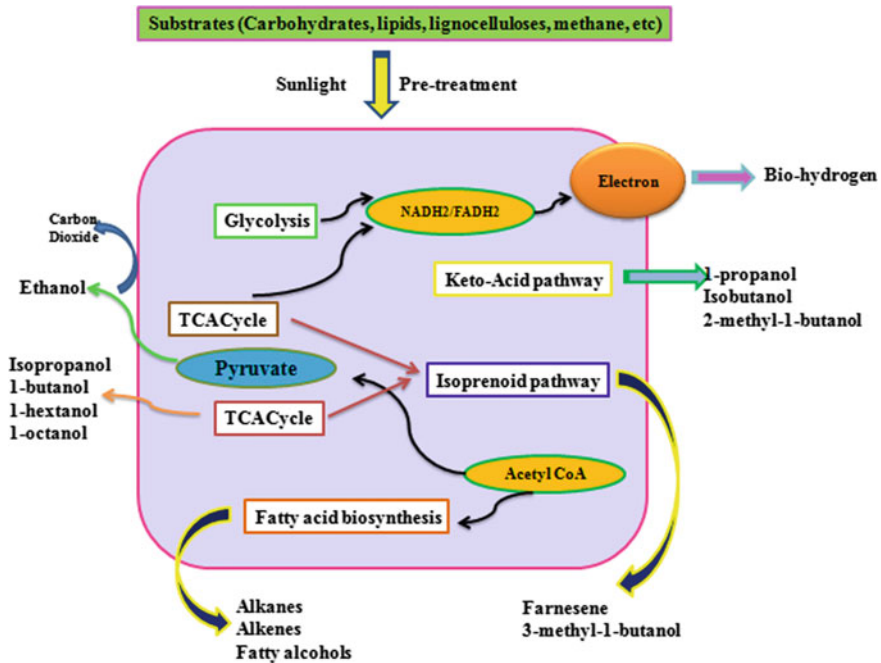 Substrates (Carbohydrates, lipids, lignocelluloses, methane, etc)
Sunlight
Pre-treatment
Electron
Bio-hydrogen
Glycolysis
NADH2/FADH2
Carbon
Dioxide
Ethanol
Keto-Acid pathway
1-propanol
Isobutanol
2-methyl-1-butanol
TCACycle
Pyruvate
Isoprenoid pathway
Isopropanol
1-butanol
1-hextanol
1-octanol
TCACycle
Acetyl CoA
Fatty acid biosynthesis
Alkanes
Alkenes
Fatty alcohols
Farnesene
3-methyl-1-butanol